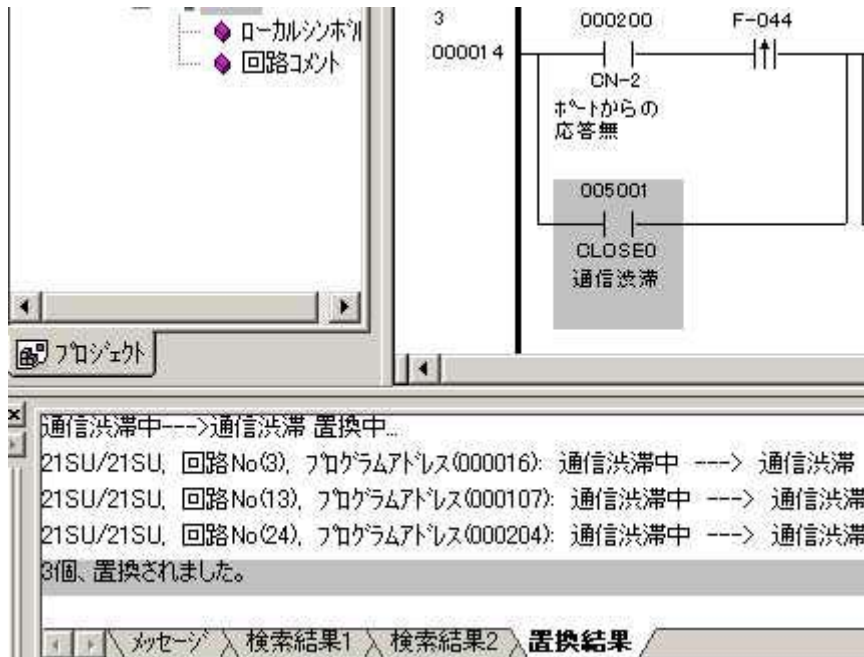 ローカルシンボル
回路コメント
プロジェクト
3
000014
000200
F-044
CN-2
ポートからの
応答無
005001
CLOSE0
通信渋滞
通信渋滞中--->通信渋滞 置換中...
21SU/21SU, 回路No(3), プログラムアドレス(000016): 通信渋滞中 ---> 通信渋滞
21SU/21SU, 回路No(13), プログラムアドレス(000107): 通信渋滞中 ---> 通信渋滞
21SU/21SU, 回路No(24), プログラムアドレス(000204): 通信渋滞中 ---> 通信渋滞
3個、置換されました。
メッセージ 検索結果1 検索結果2 置換結果